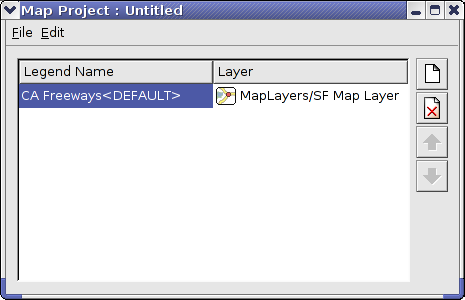 Map Project : Untitled
File Edit
Legend Name Layer
CA Freeways<DEFAULT> MapLayers/SF Map Layer